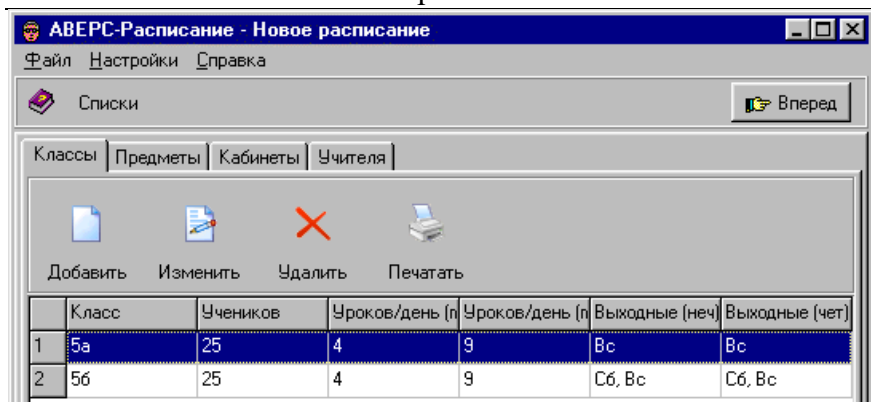 АВЕРС-Расписание - Новое расписание
Файл Настройки Справка
Списки Вперед
Классы Предметы Кабинеты Учителя
Добавить Изменить Удалить Печатать
Класс Учеников Уроков/день (п Уроков/день (п Выходные (неч) Выходные (чет)
1 5а 25 4 9 Вс Вс
2 5б 25 4 9 Сб, Вс Сб, Вс